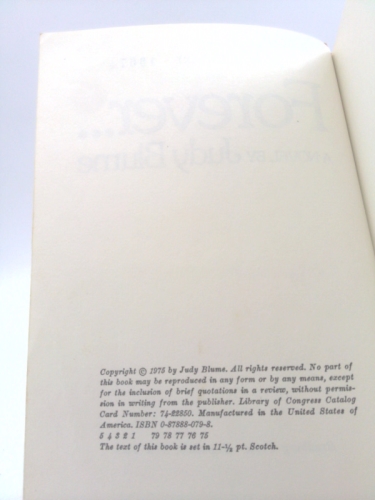 Forever...
A NOVEL BY Judy Blume
Copyright © 1975 by Judy Blume. All rights reserved. No part of
this book may be reproduced in any form or by any means, except
for the inclusion of brief quotations in a review, without permis-
sion in writing from the publisher. Library of Congress Catalog
Card Number: 74-22850. Manufactured in the United States of
America. ISBN 0-87888-079-8.
5 4 3 2 1 79 78 77 76 75
The text of this book is set in 11-½ pt. Scotch.